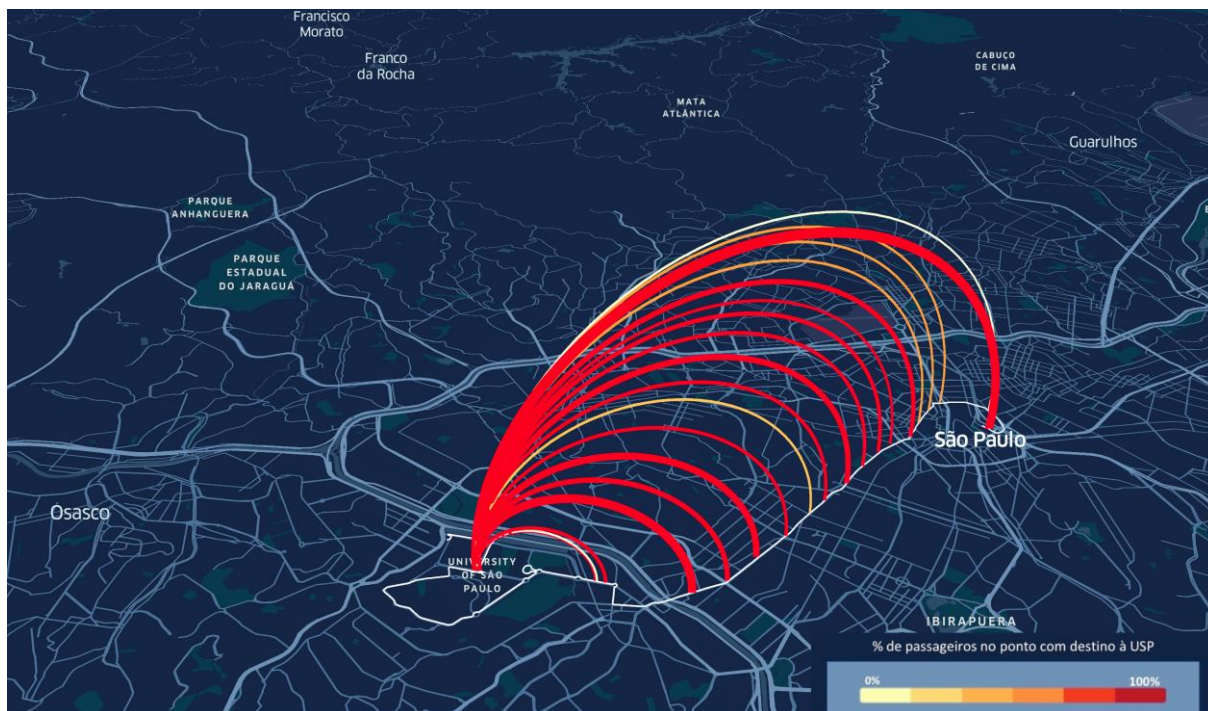 Francisco
Morato
Franco
da Rocha
CABUÇO
DE CIMA
MATA
ATLÂNTICA
Guarulhos
PARQUE
ANHANGUERA
PARQUE
ESTADUAL
DO JARAGUÁ
São Paulo
Osasco
UNIVERSITY
OF SÃO
PAULO
IBIRAPUERA
% de passageiros no ponto com destino à USP
0%
100%